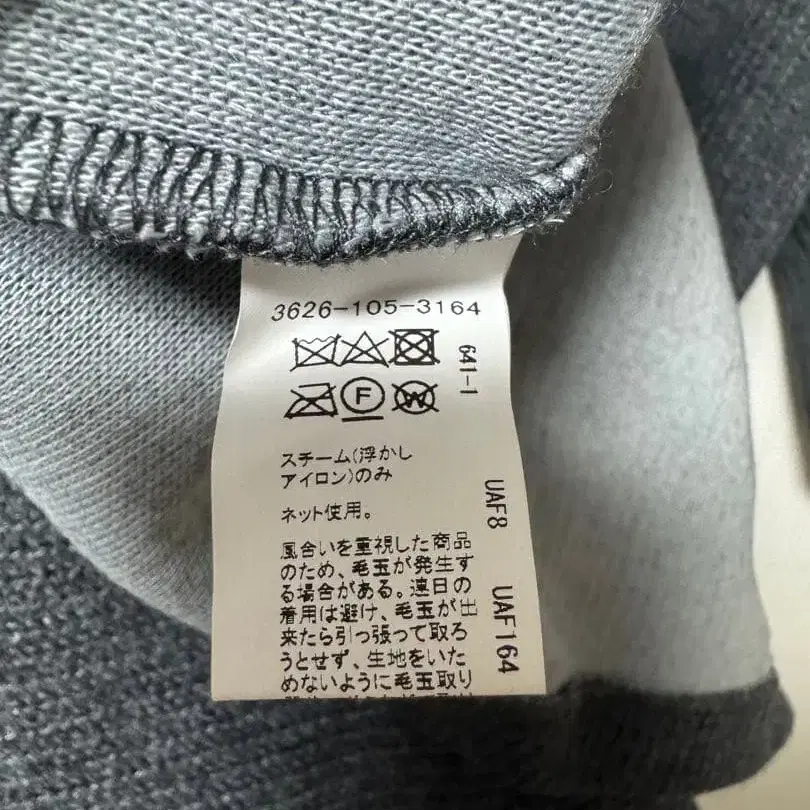 3626-105-3164
641-1
F
W
スチーム(浮かし
アイロン)のみ
ネット使用。
風合いを重視した商品
のため、毛玉が発生す
る場合がある。連日の
着用は避け、毛玉が出
来たら引っ張って取ろ
うとせず、生地をいた
めないように毛玉取り
UAF8
UAF164